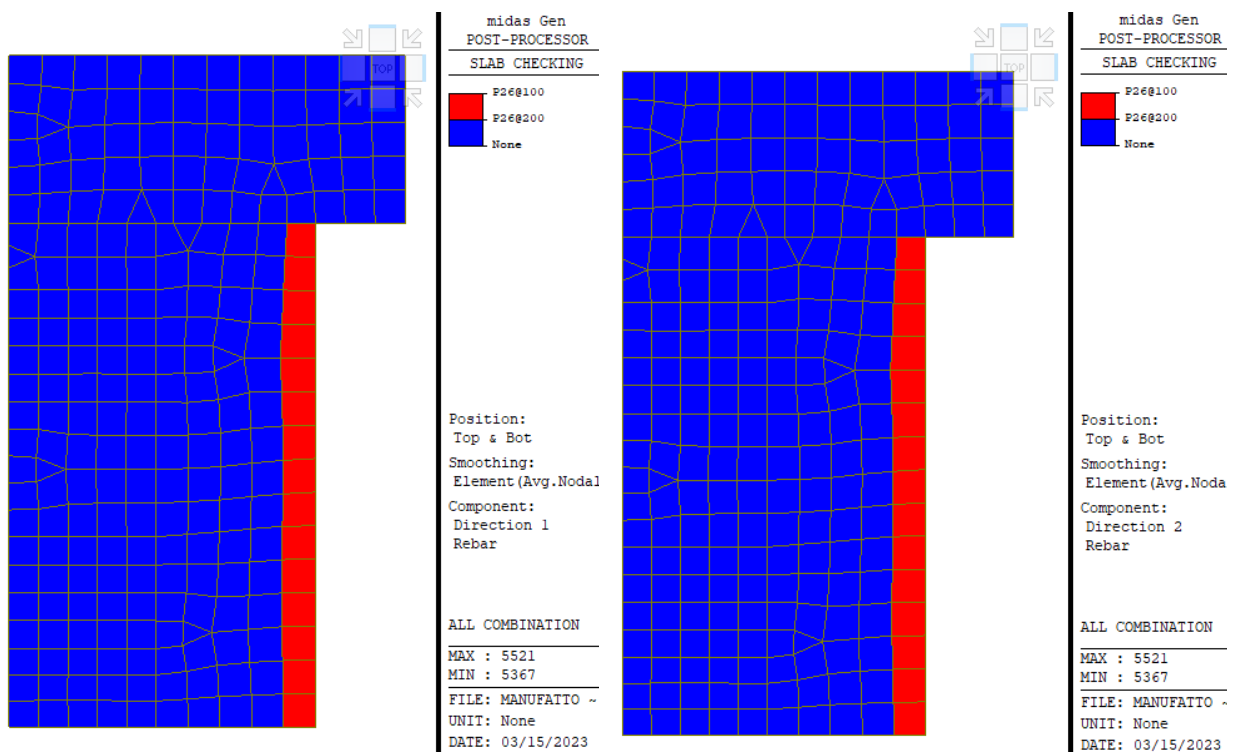 TOP
midas Gen
POST-PROCESSOR
SLAB CHECKING
P26@100
P26@200
None
Position:
Top & Bot
Smoothing:
Element(Avg.Nodal
Component:
Direction 1
Rebar
ALL COMBINATION
MAX : 5521
MIN : 5367
FILE: MANUFATTO ~
UNIT: None
DATE: 03/15/2023
TOP
midas Gen
POST-PROCESSOR
SLAB CHECKING
P26@100
P26@200
None
Position:
Top & Bot
Smoothing:
Element(Avg.Noda
Component:
Direction 2
Rebar
ALL COMBINATION
MAX : 5521
MIN : 5367
FILE: MANUFATTO ~
UNIT: None
DATE: 03/15/2023